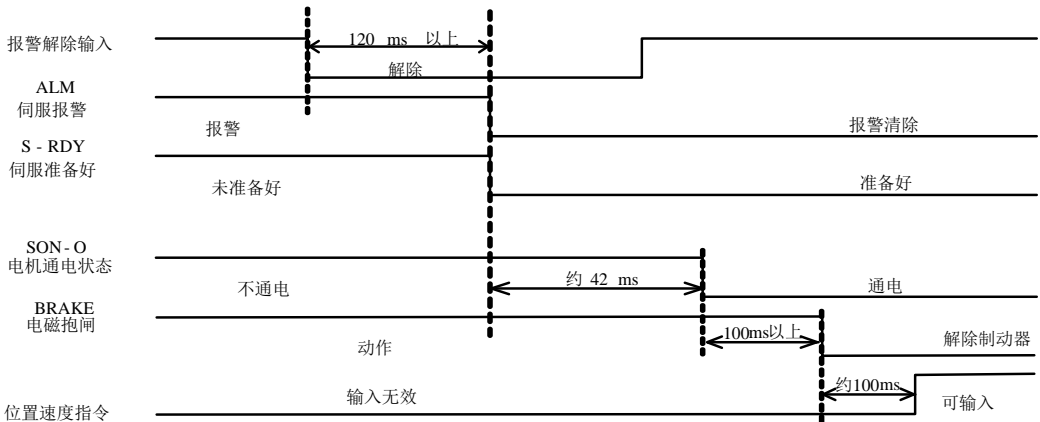 报警解除输入
120 ms 以上
解除
ALM
伺服报警
报警
报警清除
S - RDY
伺服准备好
未准备好
准备好
SON-O
电机通电状态
不通电
约 42 ms
通电
BRAKE
电磁抱闸
动作
100ms以上
解除制动器
输入无效
约100ms
可输入
位置速度指令